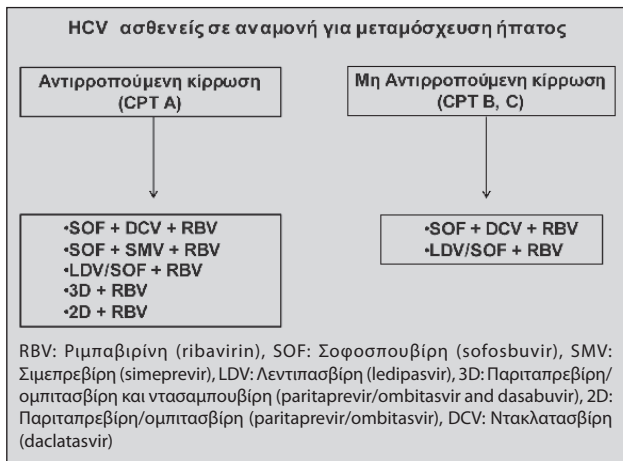 HCV ασθενείς σε αναμονή για μεταμόσχευση ήπατος
Αντιρροπούμενη κίρρωση
(CPT A)
Μη Αντιρροπούμενη κίρρωση
(CPT B, C)
•SOF + DCV + RBV
•SOF + SMV + RBV
•LDV/SOF + RBV
•3D + RBV
•2D + RBV
•SOF + DCV + RBV
•LDV/SOF + RBV
RBV: Ριμπαβιρίνη (ribavirin), SOF: Σοφοσπουβίρη (sofosbuvir), SMV:
Σιμεπρεβίρη (simeprevir), LDV: Λεντιπασβίρη (ledipasvir), 3D: Παριταπρεβίρη/
ομπιτασβίρη και ντασαμπουβίρη (paritaprevir/ombitasvir and dasabuvir), 2D:
Παριταπρεβίρη/ομπιτασβίρη (paritaprevir/ombitasvir), DCV: Ντακλατασβίρη
(daclatasvir)